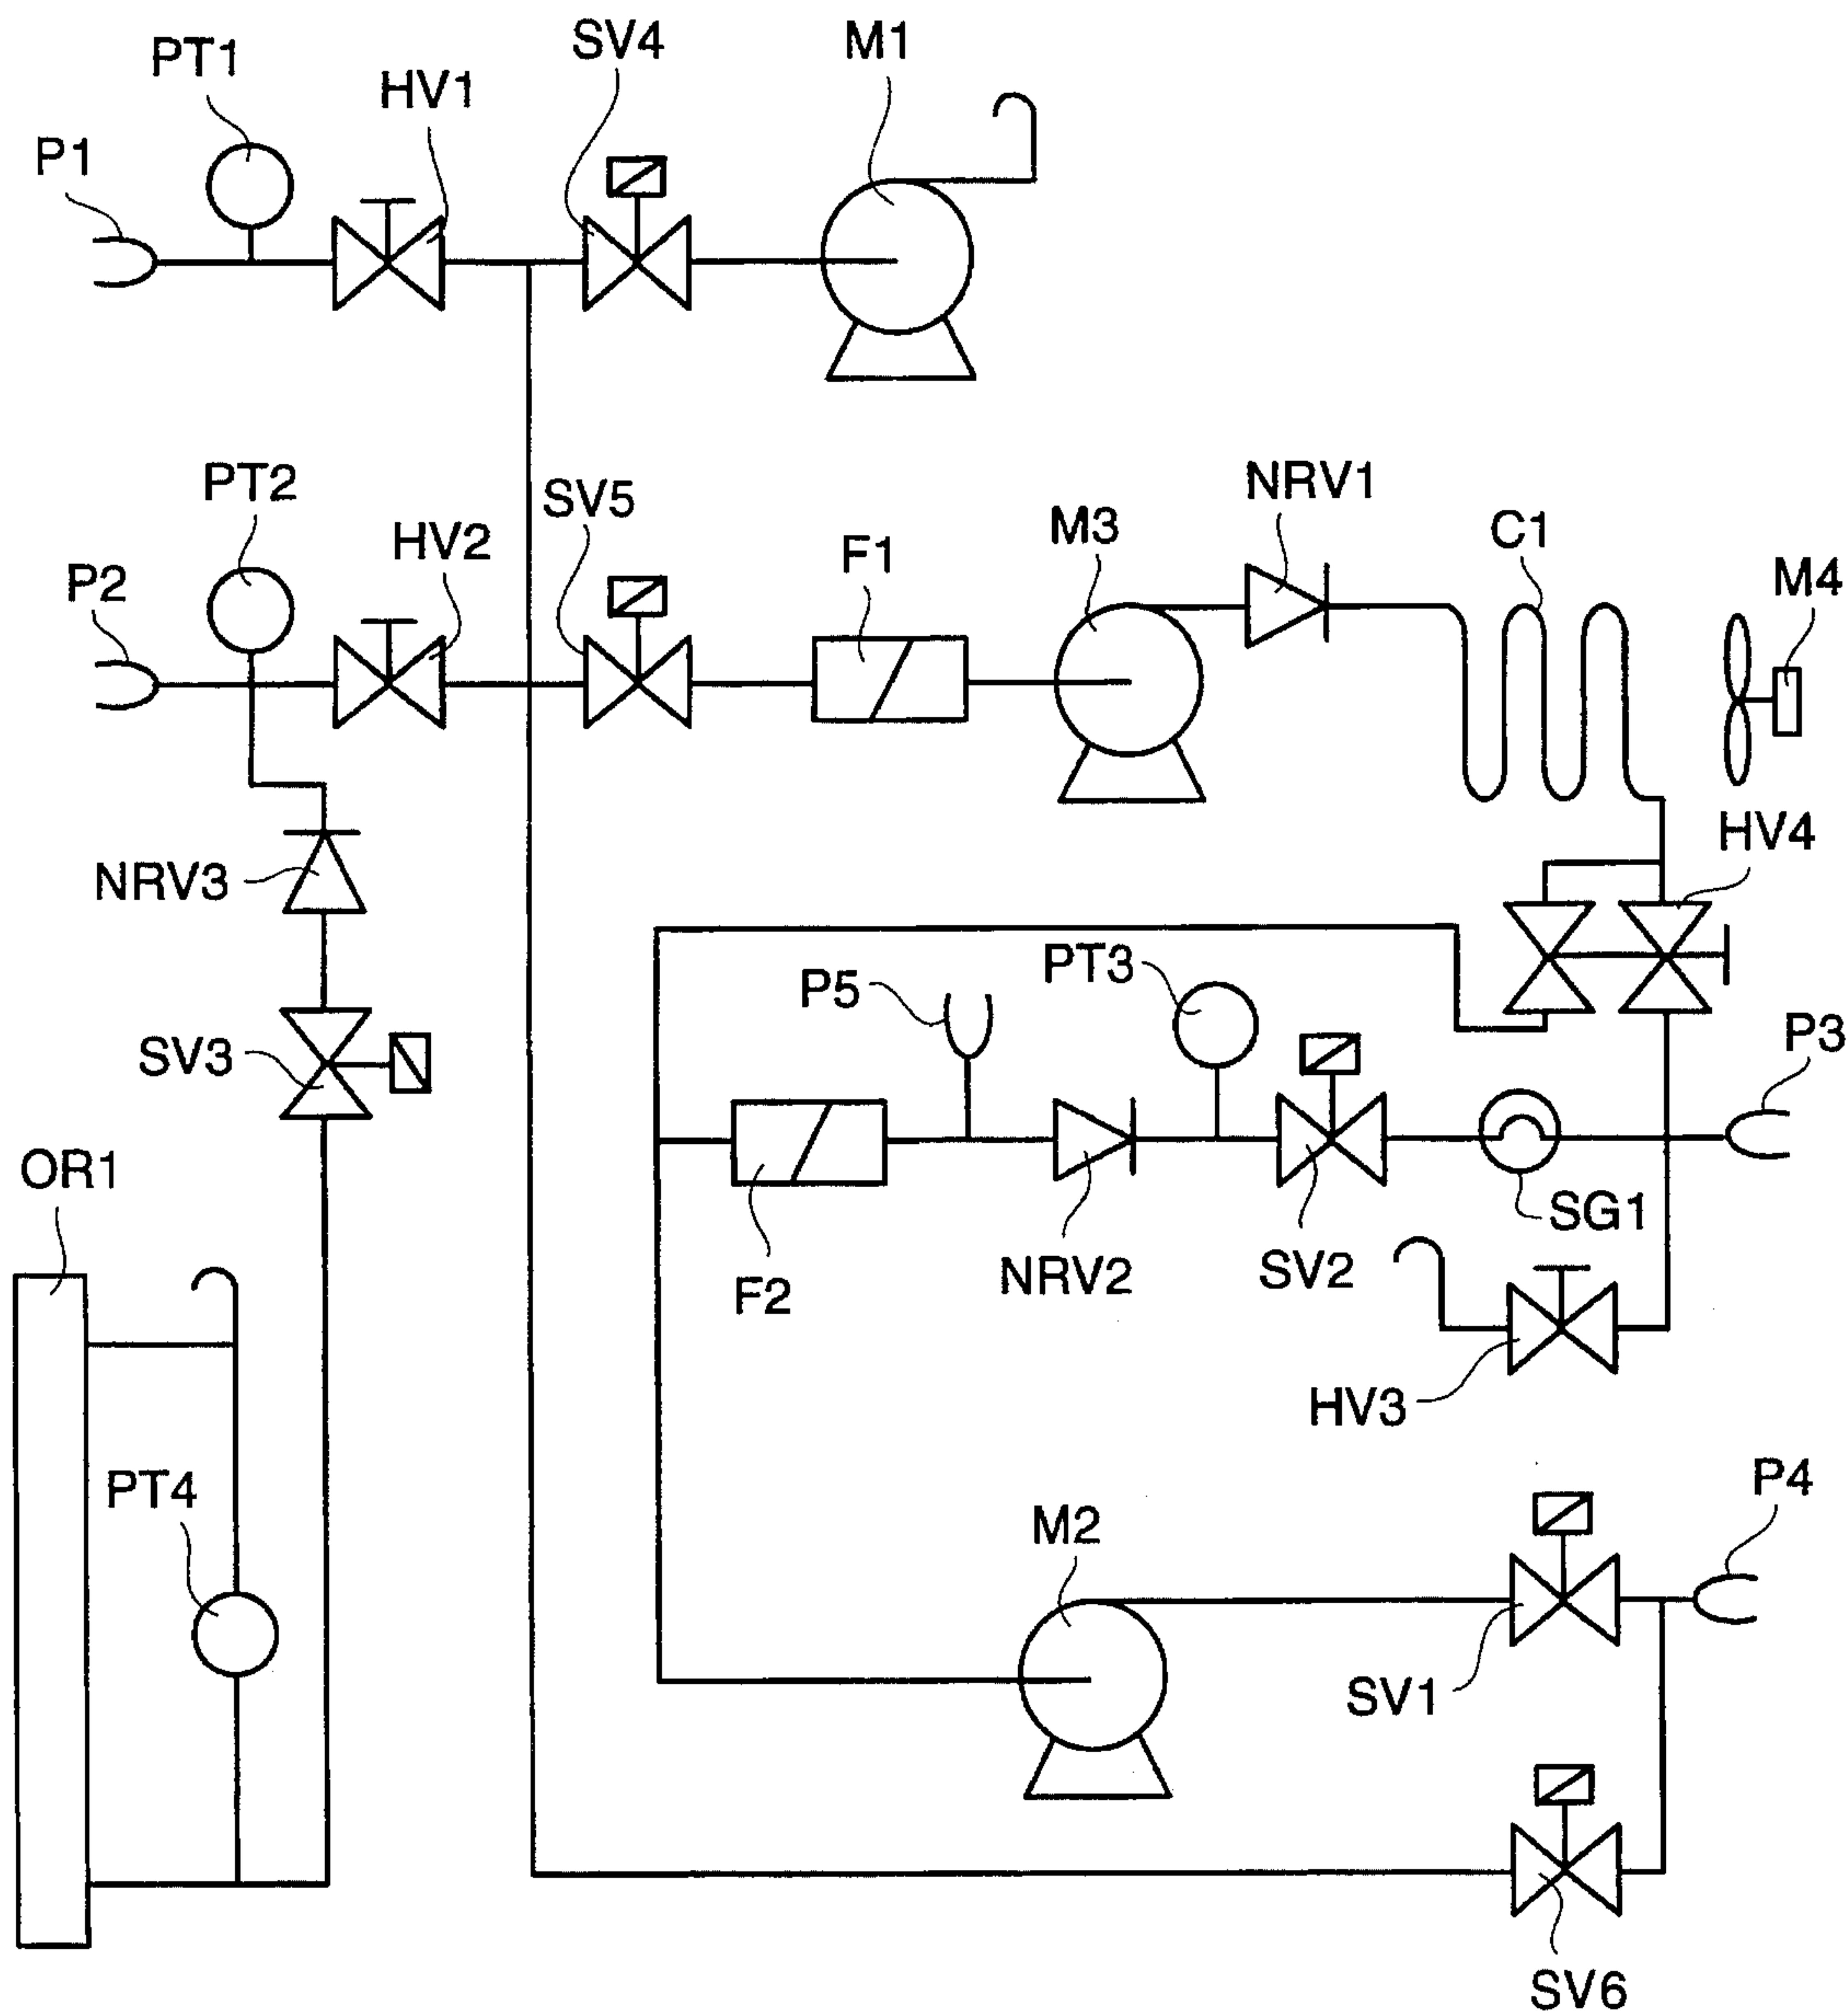 SV4
M1
PT1
HV1
P1
PT2
SV5
NRV1
M3
C1
HV2
F1
P2
M4
HV4
NRV3
PT3
P5
P3
SV3
OR1
SG1
SV2
NRV2
F2
HV3
PT4
P4
M2
SV1
SV6